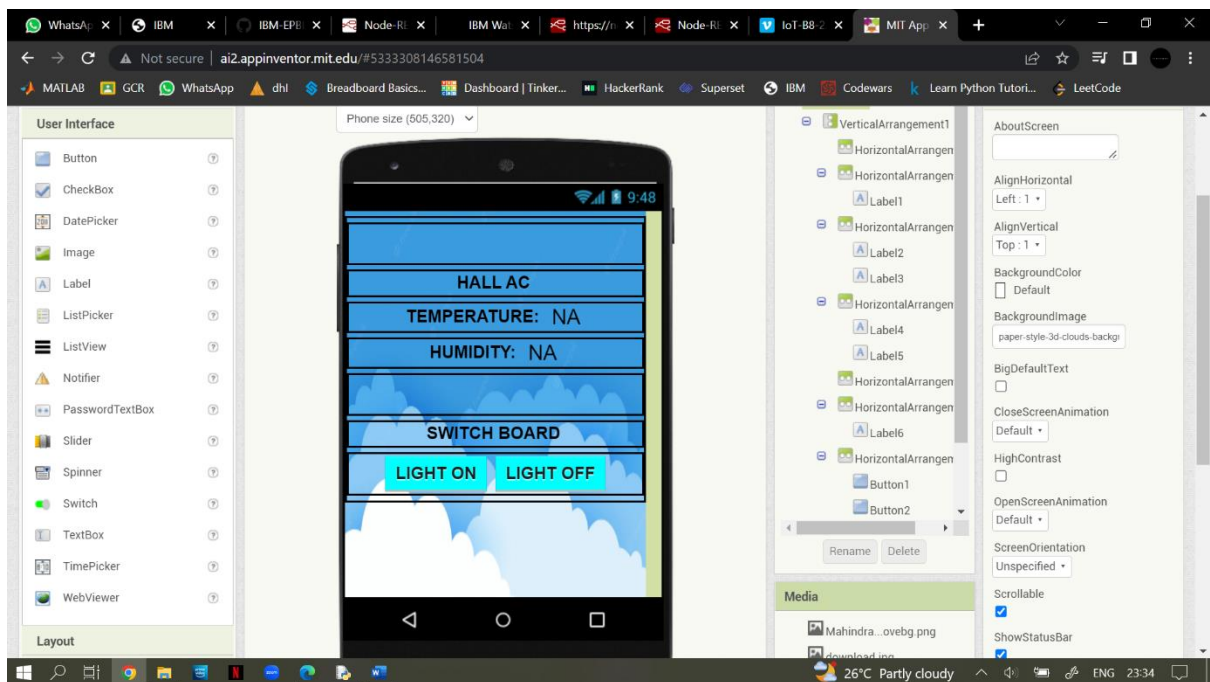 WhatsAp
IBM
IBM-EPB
Node-RE
IBM Wat
https://n
Node-RE
IoT-B8-2
MIT App
Not secure | ai2.appinventor.mit.edu/#5333308146581504
MATLAB GCR WhatsApp dhl Breadboard Basics... Dashboard | Tinker... HackerRank Superset IBM Codewars Learn Python Tutori... LeetCode
User Interface
Button
CheckBox
DatePicker
Image
Label
ListPicker
ListView
Notifier
PasswordTextBox
Slider
Spinner
Switch
TextBox
TimePicker
WebViewer
Layout
Phone size (505,320)
9:48
HALL AC
TEMPERATURE: NA
HUMIDITY: NA
SWITCH BOARD
LIGHT ON LIGHT OFF
VerticalArrangement1
HorizontalArrangen
HorizontalArrangen
Label1
HorizontalArrangen
Label2
Label3
HorizontalArrangen
Label4
Label5
HorizontalArrangen
HorizontalArrangen
Label6
HorizontalArrangen
Button1
Button2
Rename Delete
Media
Mahindra...ovebg.png
AboutScreen
AlignHorizontal
Left : 1
AlignVertical
Top : 1
BackgroundColor
Default
BackgroundImage
paper-style-3d-clouds-backgr
BigDefaultText
CloseScreenAnimation
Default
HighContrast
OpenScreenAnimation
Default
ScreenOrientation
Unspecified
Scrollable
ShowStatusBar
26°C Partly cloudy ENG 23:34